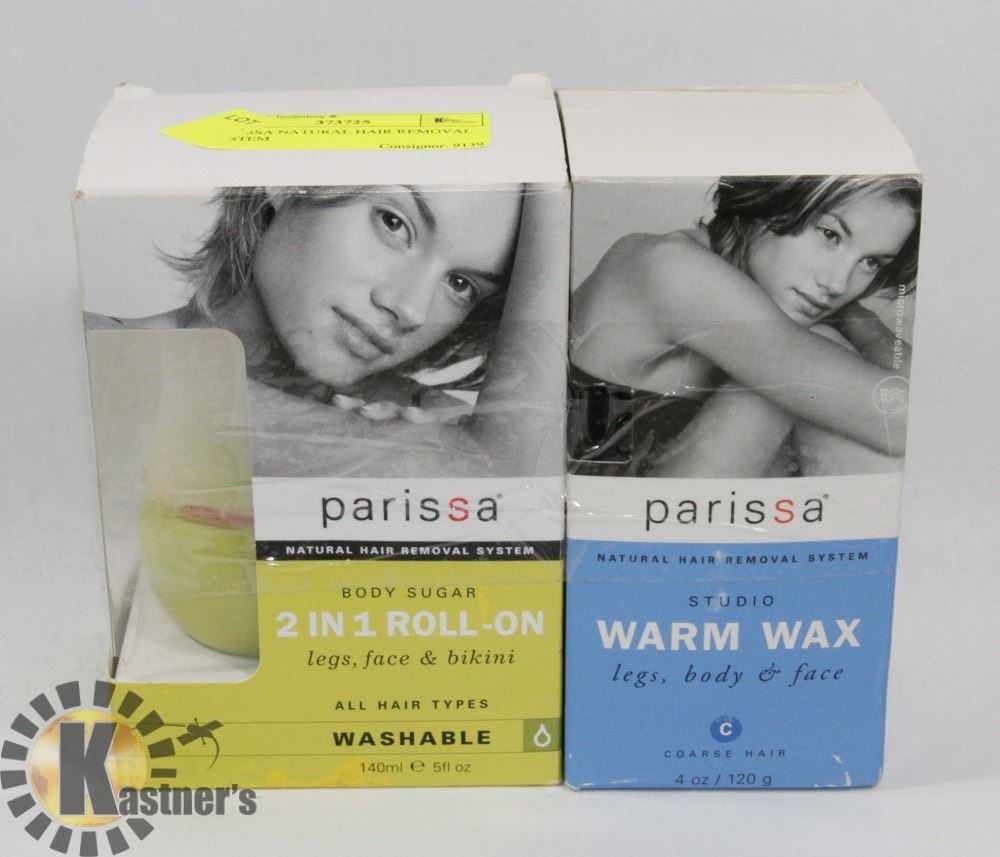 LOT
Inventory #
373725
K
SA NATURAL HAIR REMOVAL
STEM
Consignor: 9139
parissa
NATURAL HAIR REMOVAL SYSTEM
BODY SUGAR
2 IN 1 ROLL-ON
legs, face & bikini
ALL HAIR TYPES
WASHABLE
140ml ℮ 5fl oz
microwaveable
parissa
NATURAL HAIR REMOVAL SYSTEM
STUDIO
WARM WAX
legs, body & face
C
COARSE HAIR
4 oz / 120 g
Kastner's